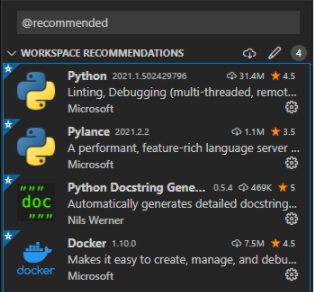 @recommended
WORKSPACE RECOMMENDATIONS 4
Python 2021.1.502429796 31.4M ★ 4.5
Linting, Debugging (multi-threaded, remot...
Microsoft
Pylance 2021.2.2 1.1M ★ 3.5
A performant, feature-rich language server ...
Microsoft
""" doc """
Python Docstring Gene... 0.5.4 469K ★ 5
Automatically generates detailed docstring...
Nils Werner
docker
Docker 1.10.0 7.5M ★ 4.5
Makes it easy to create, manage, and debu...
Microsoft